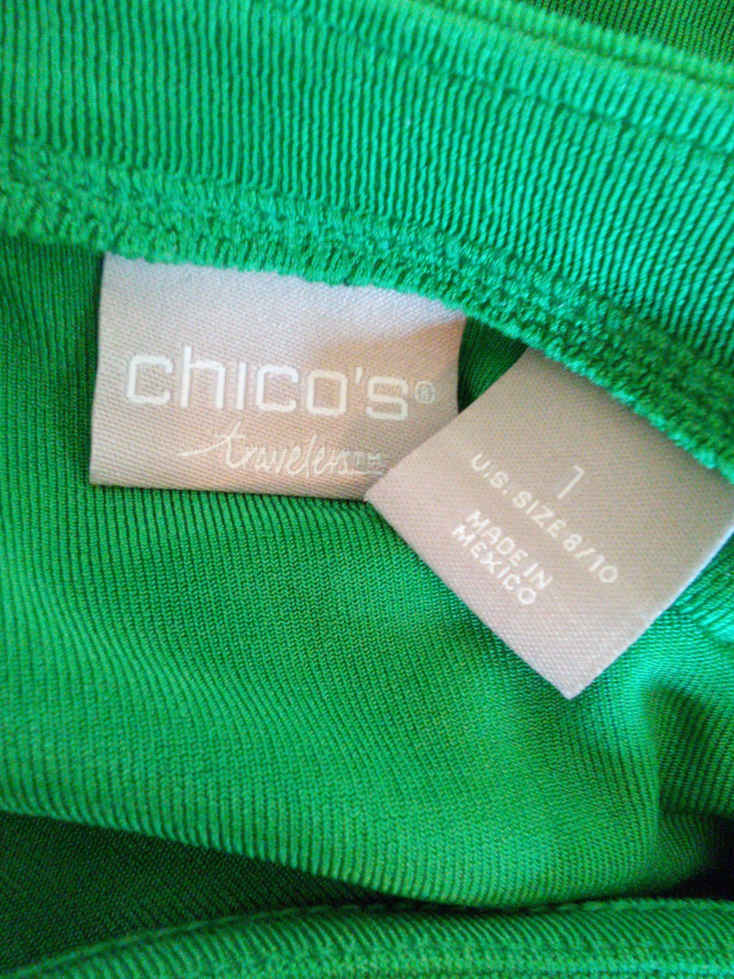 chico's®
travelers™
1
U.S. SIZE 8/10
MADE IN
MEXICO